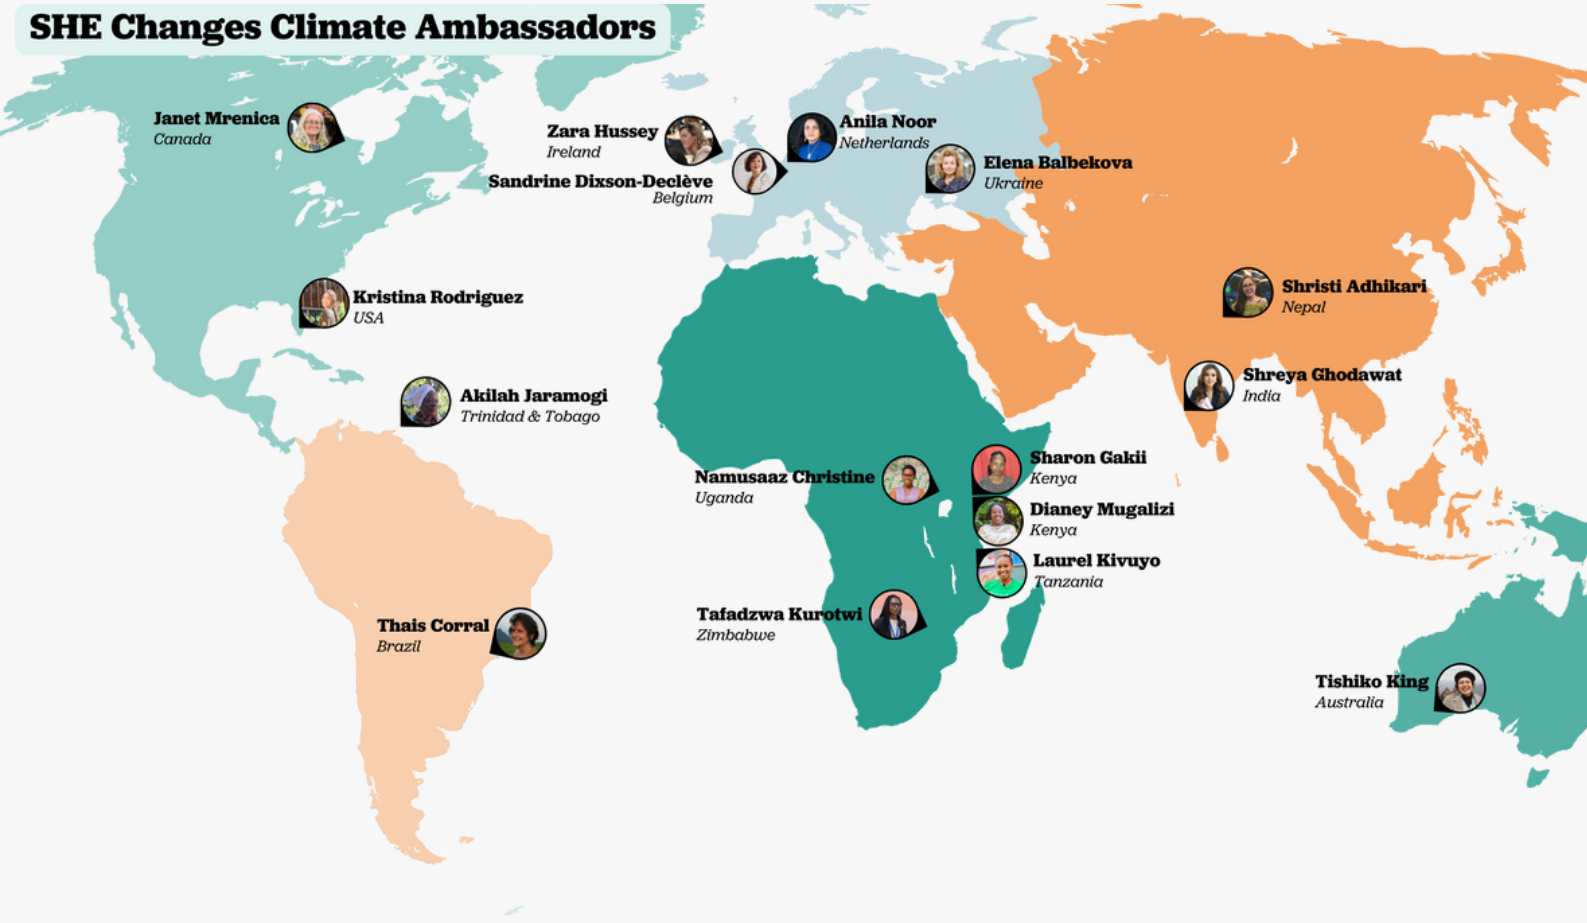 SHE Changes Climate Ambassadors
Janet Mrenica
Canada
Zara Hussey
Ireland
Anila Noor
Netherlands
Sandrine Dixson-Declève
Belgium
Elena Balbekova
Ukraine
Kristina Rodriguez
USA
Shristi Adhikari
Nepal
Akilah Jaramogi
Trinidad & Tobago
Shreya Ghodawat
India
Namusaaz Christine
Uganda
Sharon Gakii
Kenya
Dianey Mugalizi
Kenya
Laurel Kivuyo
Tanzania
Tafadzwa Kurotwi
Zimbabwe
Thais Corral
Brazil
Tishiko King
Australia